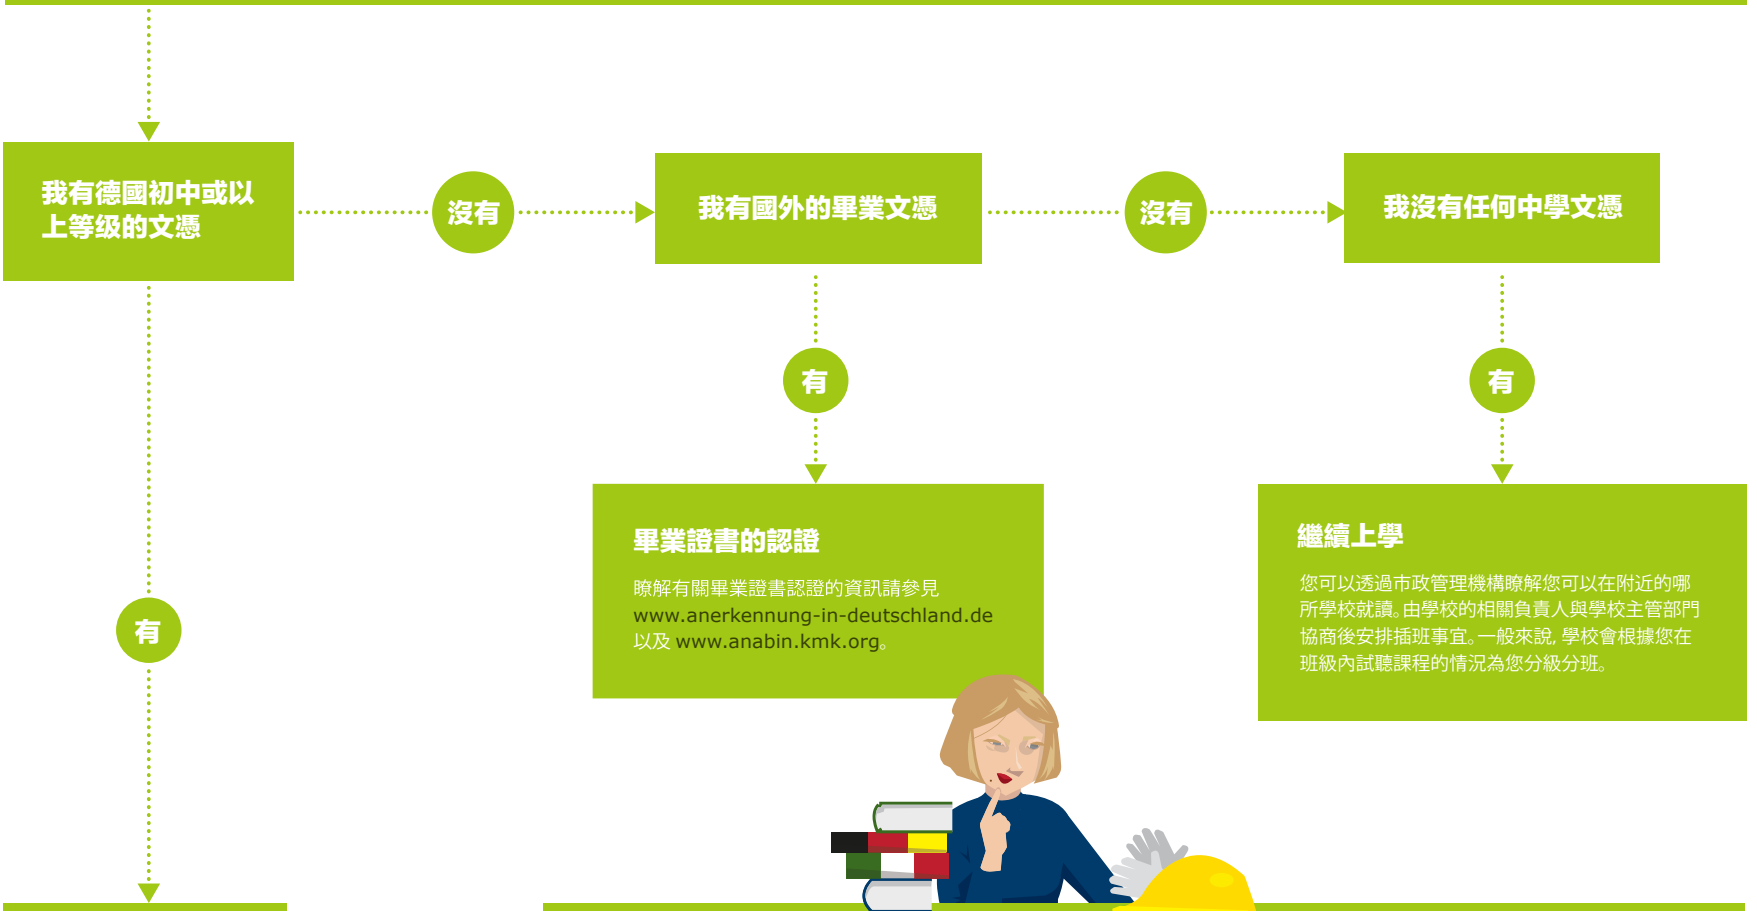 我有德國初中或以
上等级的文憑
沒有
我有國外的畢業文憑
沒有
我沒有任何中學文憑
有
有
畢業證書的認證
瞭解有關畢業證書認證的資訊請參見
www.anerkennung-in-deutschland.de
以及 www.anabin.kmk.org。
繼續上學
您可以透過市政管理機構瞭解您可以在附近的哪
所學校就讀。由學校的相關負責人與學校主管部門
協商後安排插班事宜。一般來說, 學校會根據您在
班級內試聽課程的情況為您分級分班。
有